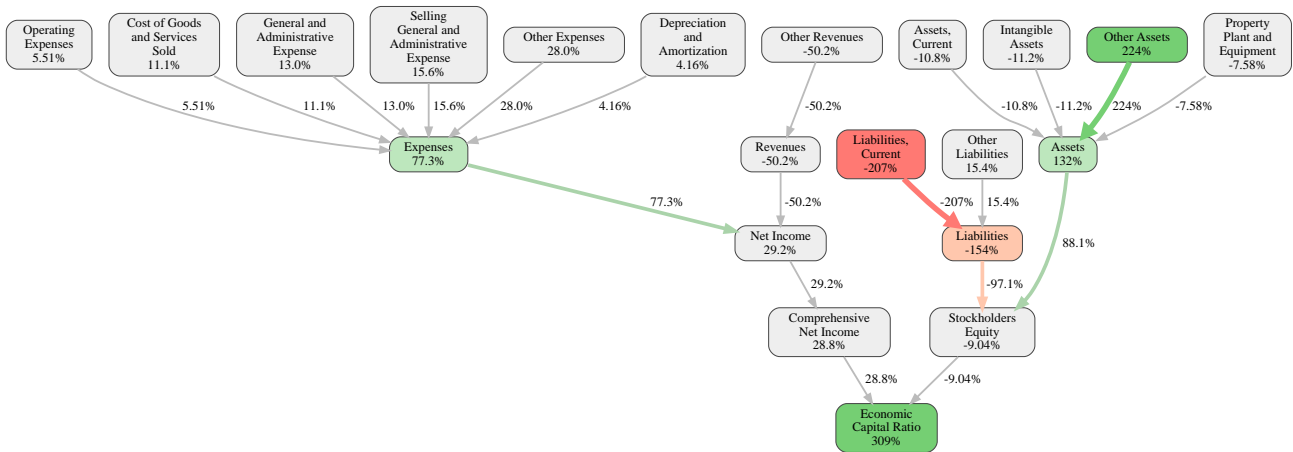 Operating
Expenses
5.51%
Cost of Goods
and Services
Sold
11.1%
General and
Administrative
Expense
13.0%
Selling
General and
Administrative
Expense
15.6%
Other Expenses
28.0%
Depreciation
and
Amortization
4.16%
Other Revenues
-50.2%
Assets,
Current
-10.8%
Intangible
Assets
-11.2%
Other Assets
224%
Property
Plant and
Equipment
-7.58%
5.51%
11.1%
13.0%
15.6%
28.0%
4.16%
-50.2%
-10.8%
-11.2%
224%
-7.58%
Expenses
77.3%
Revenues
-50.2%
Liabilities,
Current
-207%
Other
Liabilities
15.4%
Assets
132%
77.3%
-50.2%
-207%
15.4%
88.1%
Net Income
29.2%
Liabilities
-154%
29.2%
-97.1%
Comprehensive
Net Income
28.8%
Stockholders
Equity
-9.04%
28.8%
-9.04%
Economic
Capital Ratio
309%